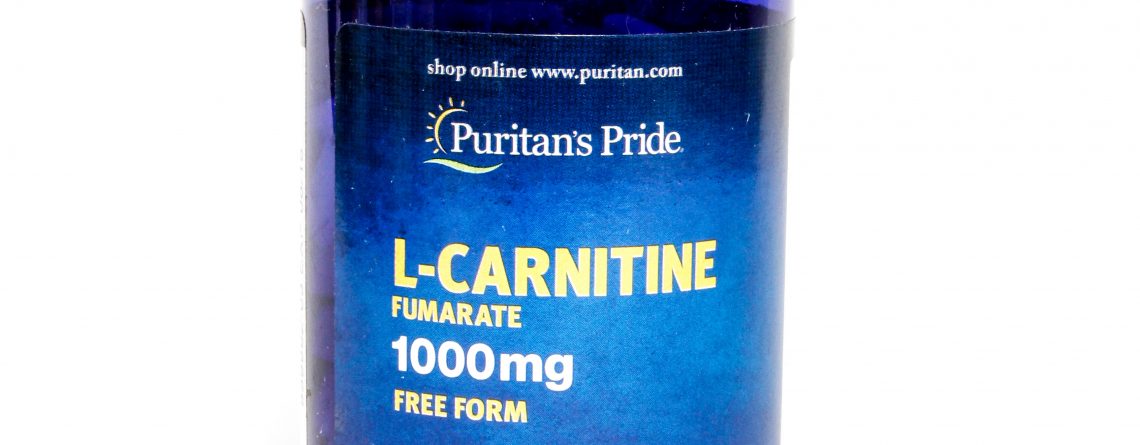 shop online www.puritan.com
Puritan's Pride
L-CARNITINE
FUMARATE
1000mg
FREE FORM